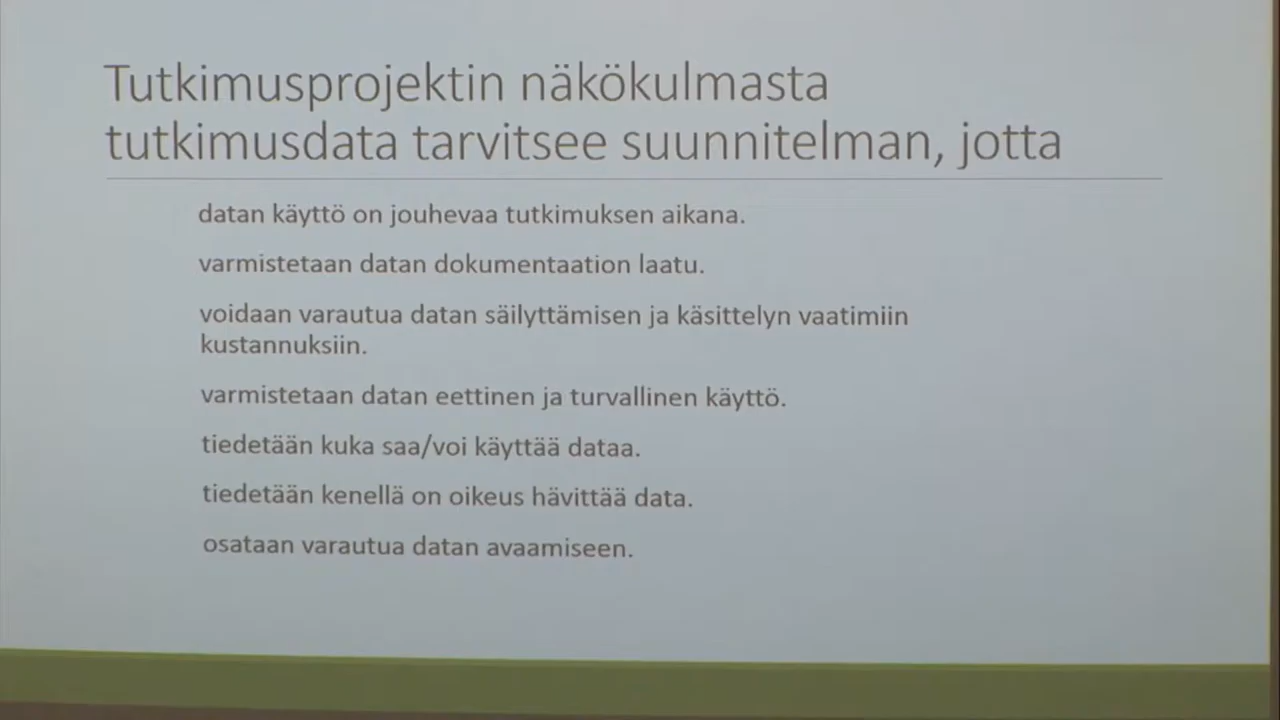 Tutkimusprojektin näkökulmasta
tutkimusdata tarvitsee suunnitelman, jotta
datan käyttö on jouhevaa tutkimuksen aikana.
varmistetaan datan dokumentaation laatu.
voidaan varautua datan säilyttämisen ja käsittelyn vaatimiin
kustannuksiin.
varmistetaan datan eettinen ja turvallinen käyttö.
tiedetään kuka saa/voi käyttää dataa.
tiedetään kenellä on oikeus hävittää data.
osataan varautua datan avaamiseen.